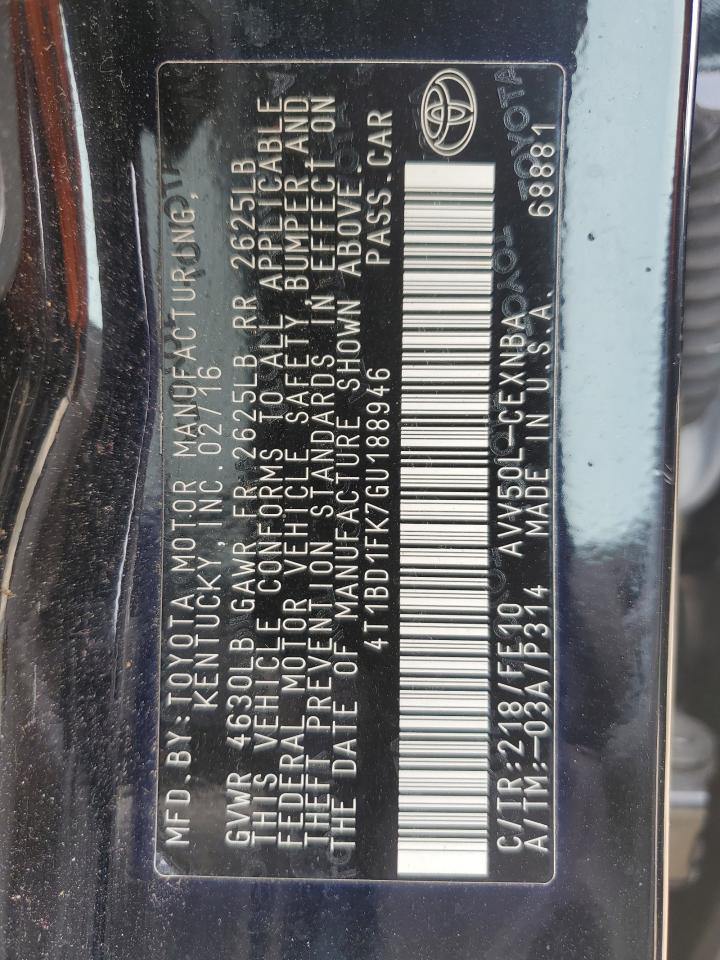 MFD.BY:TOYOTA MOTOR MANUFACTURING,
KENTUCKY, INC. 02/16
GVWR 4630LB GAWR FR 2625LB RR 2625LB
THIS VEHICLE CONFORMS TO ALL APPLICABLE
FEDERAL MOTOR VEHICLE SAFETY, BUMPER AND
THEFT PREVENTION STANDARDS IN EFFECT ON
THE DATE OF MANUFACTURE SHOWN ABOVE.
4T1BD1FK7GU188946 PASS.CAR
C/TR:218/FE10 AVV50L-CEXNBA
A/TM:-03A/P314 MADE IN U.S.A. 68881
TOYOTA